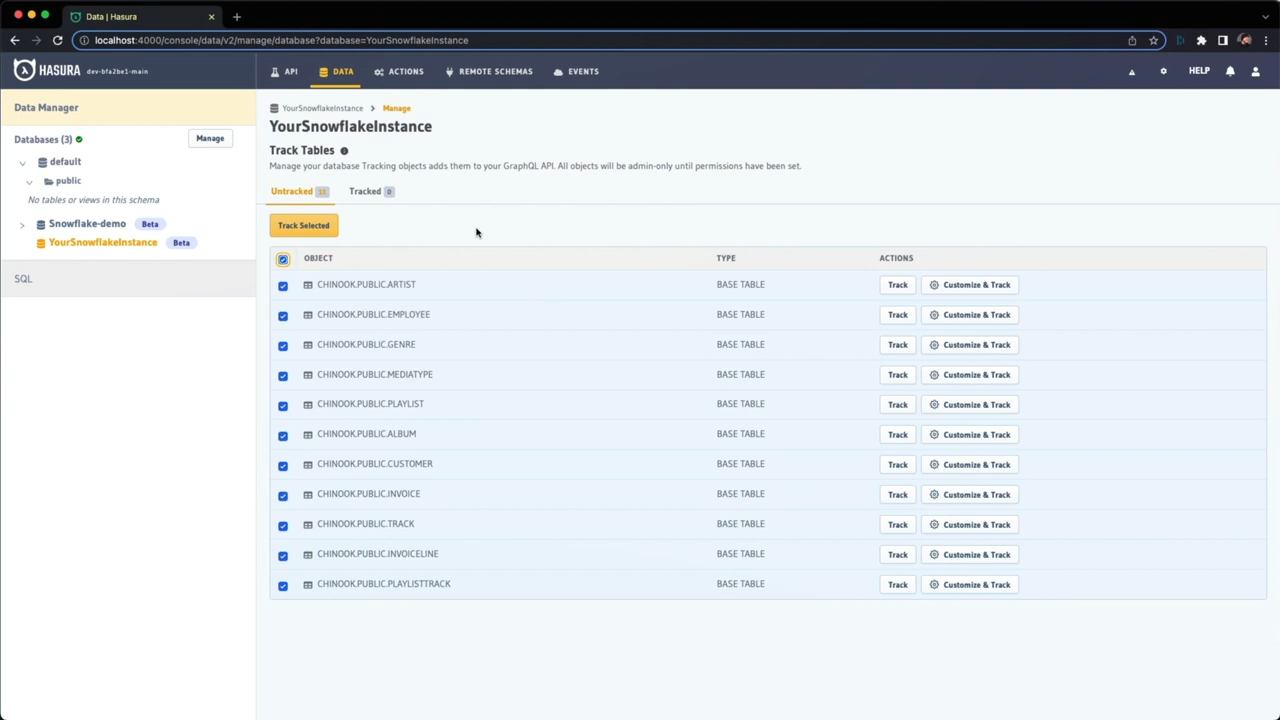 Data | Hasura
localhost:4000/console/data/v2/manage/database?database=YourSnowflakeInstance
HASURA dev-bfa2be1-main
API DATA ACTIONS REMOTE SCHEMAS EVENTS HELP
Data Manager
Databases (3) Manage
default
public
No tables or views in this schema
Snowflake-demo Beta
YourSnowflakeInstance Beta
SQL
YourSnowflakeInstance > Manage
YourSnowflakeInstance
Track Tables
Manage your database Tracking objects adds them to your GraphQL API. All objects will be admin-only until permissions have been set.
Untracked 11 Tracked 0
Track Selected
OBJECT TYPE ACTIONS
CHINOOK.PUBLIC.ARTIST BASE TABLE Track Customize & Track
CHINOOK.PUBLIC.EMPLOYEE BASE TABLE Track Customize & Track
CHINOOK.PUBLIC.GENRE BASE TABLE Track Customize & Track
CHINOOK.PUBLIC.MEDIATYPE BASE TABLE Track Customize & Track
CHINOOK.PUBLIC.PLAYLIST BASE TABLE Track Customize & Track
CHINOOK.PUBLIC.ALBUM BASE TABLE Track Customize & Track
CHINOOK.PUBLIC.CUSTOMER BASE TABLE Track Customize & Track
CHINOOK.PUBLIC.INVOICE BASE TABLE Track Customize & Track
CHINOOK.PUBLIC.TRACK BASE TABLE Track Customize & Track
CHINOOK.PUBLIC.INVOICELINE BASE TABLE Track Customize & Track
CHINOOK.PUBLIC.PLAYLISTTRACK BASE TABLE Track Customize & Track